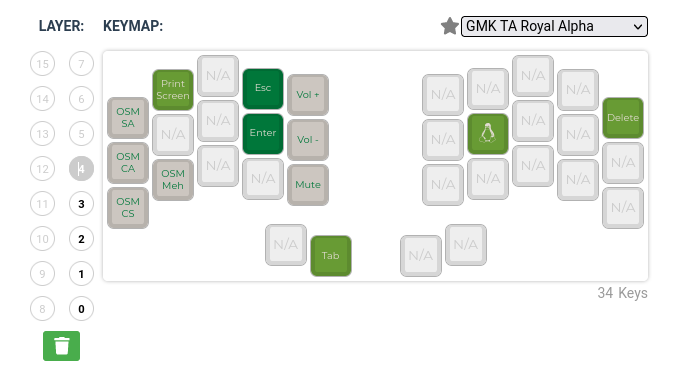 LAYER: KEYMAP: GMK TA Royal Alpha
15 7
14 6
13 5
12 4
11 3
10 2
9 1
8 0
Print
Screen
N/A
Esc
Vol +
OSM
SA
N/A
N/A
Enter
Vol -
OSM
CA
OSM
Meh
N/A
N/A
Mute
OSM
CS
N/A
Tab
N/A
N/A
N/A
N/A
N/A
N/A
N/A
N/A
Delete
N/A
N/A
N/A
N/A
N/A
N/A
N/A
N/A
34 Keys